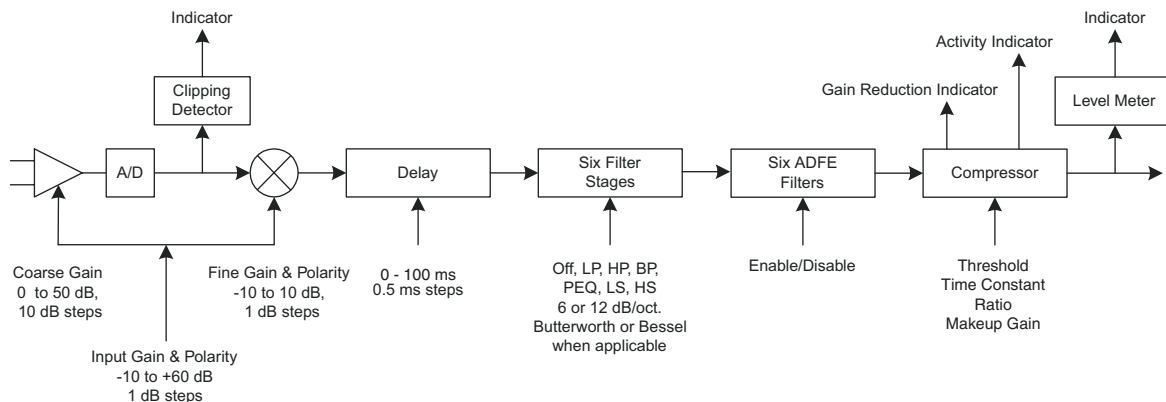 Indicator
Clipping
Detector
A/D
Coarse Gain
0 to 50 dB,
10 dB steps
Fine Gain & Polarity
-10 to 10 dB,
1 dB steps
Input Gain & Polarity
-10 to +60 dB
1 dB steps
Delay
0 - 100 ms
0.5 ms steps
Six Filter
Stages
Off, LP, HP, BP,
PEQ, LS, HS
6 or 12 dB/oct.
Butterworth or Bessel
when applicable
Six ADFE
Filters
Enable/Disable
Gain Reduction Indicator
Activity Indicator
Compressor
Threshold
Time Constant
Ratio
Makeup Gain
Indicator
Level Meter